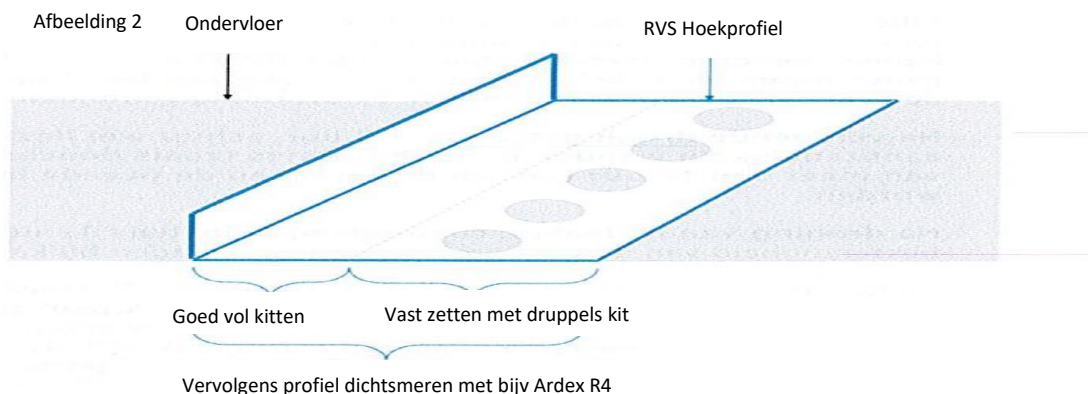 Afbeelding 2
Ondervloer
RVS Hoekprofiel
Goed vol kitten
Vast zetten met druppels kit
Vervolgens profiel dichtsmeren met bijv Ardex R4